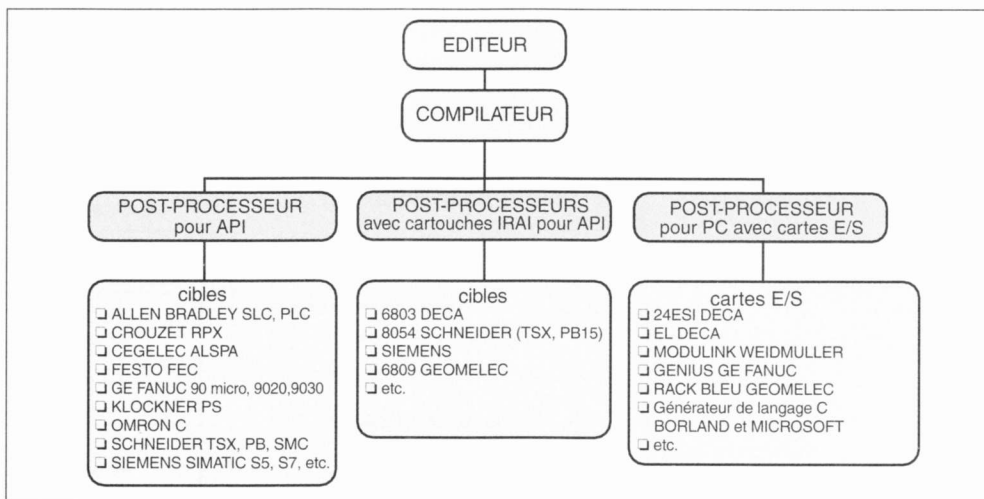 EDITEUR
COMPILATEUR
POST-PROCESSEUR
pour API
POST-PROCESSEURS
avec cartouches IRAI pour API
POST-PROCESSEUR
pour PC avec cartes E/S
cibles
❑ ALLEN BRADLEY SLC, PLC
❑ CROUZET RPX
❑ CEGELEC ALSPA
❑ FESTO FEC
❑ GE FANUC 90 micro, 9020,9030
❑ KLOCKNER PS
❑ OMRON C
❑ SCHNEIDER TSX, PB, SMC
❑ SIEMENS SIMATIC S5, S7, etc.
cibles
❑ 6803 DECA
❑ 8054 SCHNEIDER (TSX, PB15)
❑ SIEMENS
❑ 6809 GEOMELEC
❑ etc.
cartes E/S
❑ 24ESI DECA
❑ EL DECA
❑ MODULINK WEIDMULLER
❑ GENIUS GE FANUC
❑ RACK BLEU GEOMELEC
❑ Générateur de langage C
BORLAND et MICROSOFT
❑ etc.